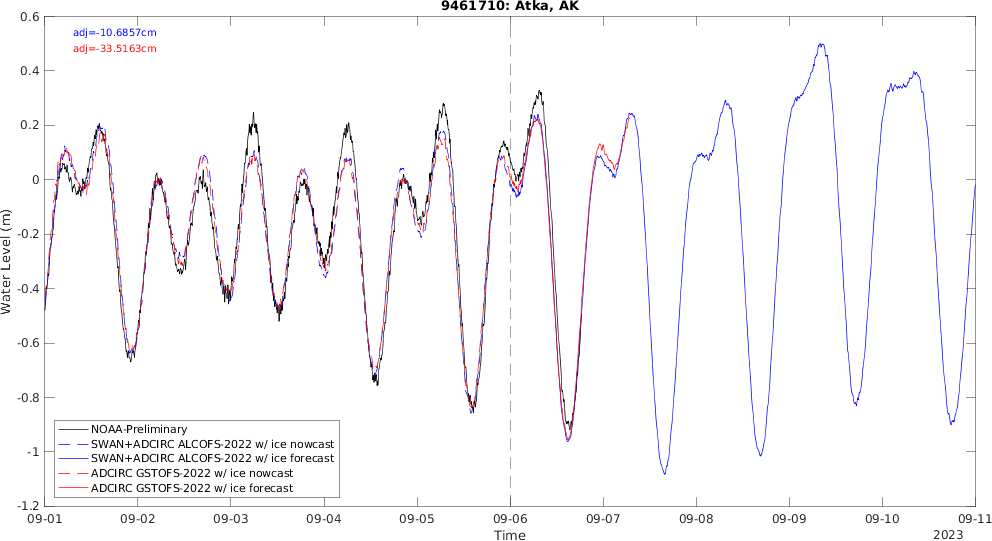 9461710: Atka, AK
adj=-10.6857cm
adj=-33.5163cm
Water Level (m)
0.6
0.4
0.2
0
-0.2
-0.4
-0.6
-0.8
-1
-1.2
NOAA-Preliminary
SWAN+ADCIRC ALCOFS-2022 w/ ice nowcast
SWAN+ADCIRC ALCOFS-2022 w/ ice forecast
ADCIRC GSTOFS-2022 w/ ice nowcast
ADCIRC GSTOFS-2022 w/ ice forecast
09-01 09-02 09-03 09-04 09-05 09-06 09-07 09-08 09-09 09-10 09-11
Time
2023